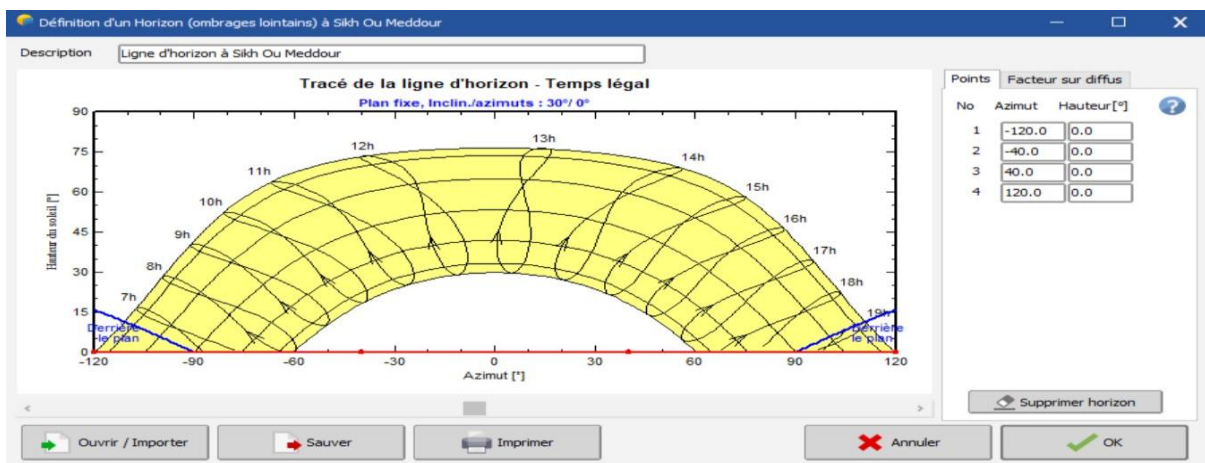 Définition d'un Horizon (ombrages lointains) à Sikh Ou Meddour
Description Ligne d'horizon à Sikh Ou Meddour
Tracé de la ligne d'horizon - Temps légal
Plan fixe, Inclin./azimuts : 30°/ 0°
90
75
60
45
30
15
0
Hauteur du soleil [°]
7h
8h
9h
10h
11h
12h
13h
14h
15h
16h
17h
18h
19h
Derrière
le plan
Derrière
le plan
-120 -90 -60 -30 0 30 60 90 120
Azimut [°]
Points Facteur sur diffus
No Azimut Hauteur[°] ?
1 -120.0 0.0
2 -40.0 0.0
3 40.0 0.0
4 120.0 0.0
Supprimer horizon
Ouvrir / Importer Sauver Imprimer Annuler OK